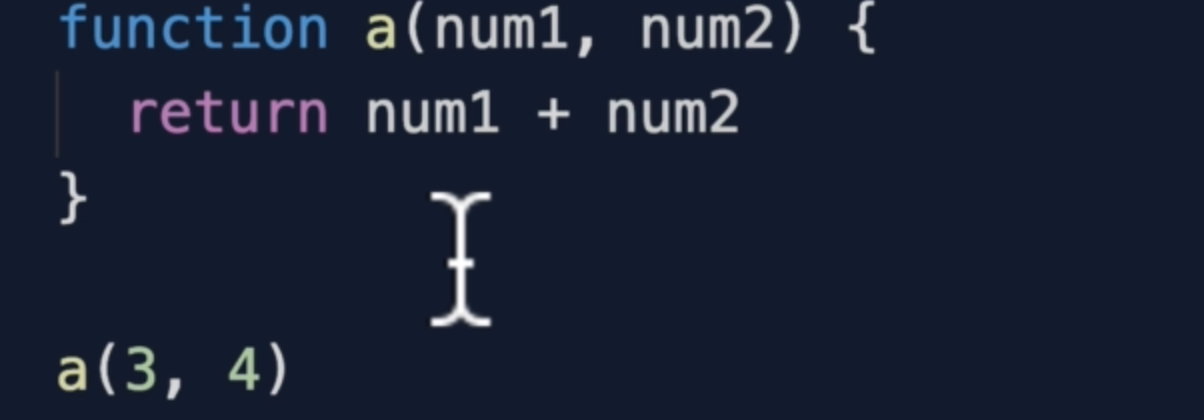 function a(num1, num2) {
  return num1 + num2
}
a(3, 4)